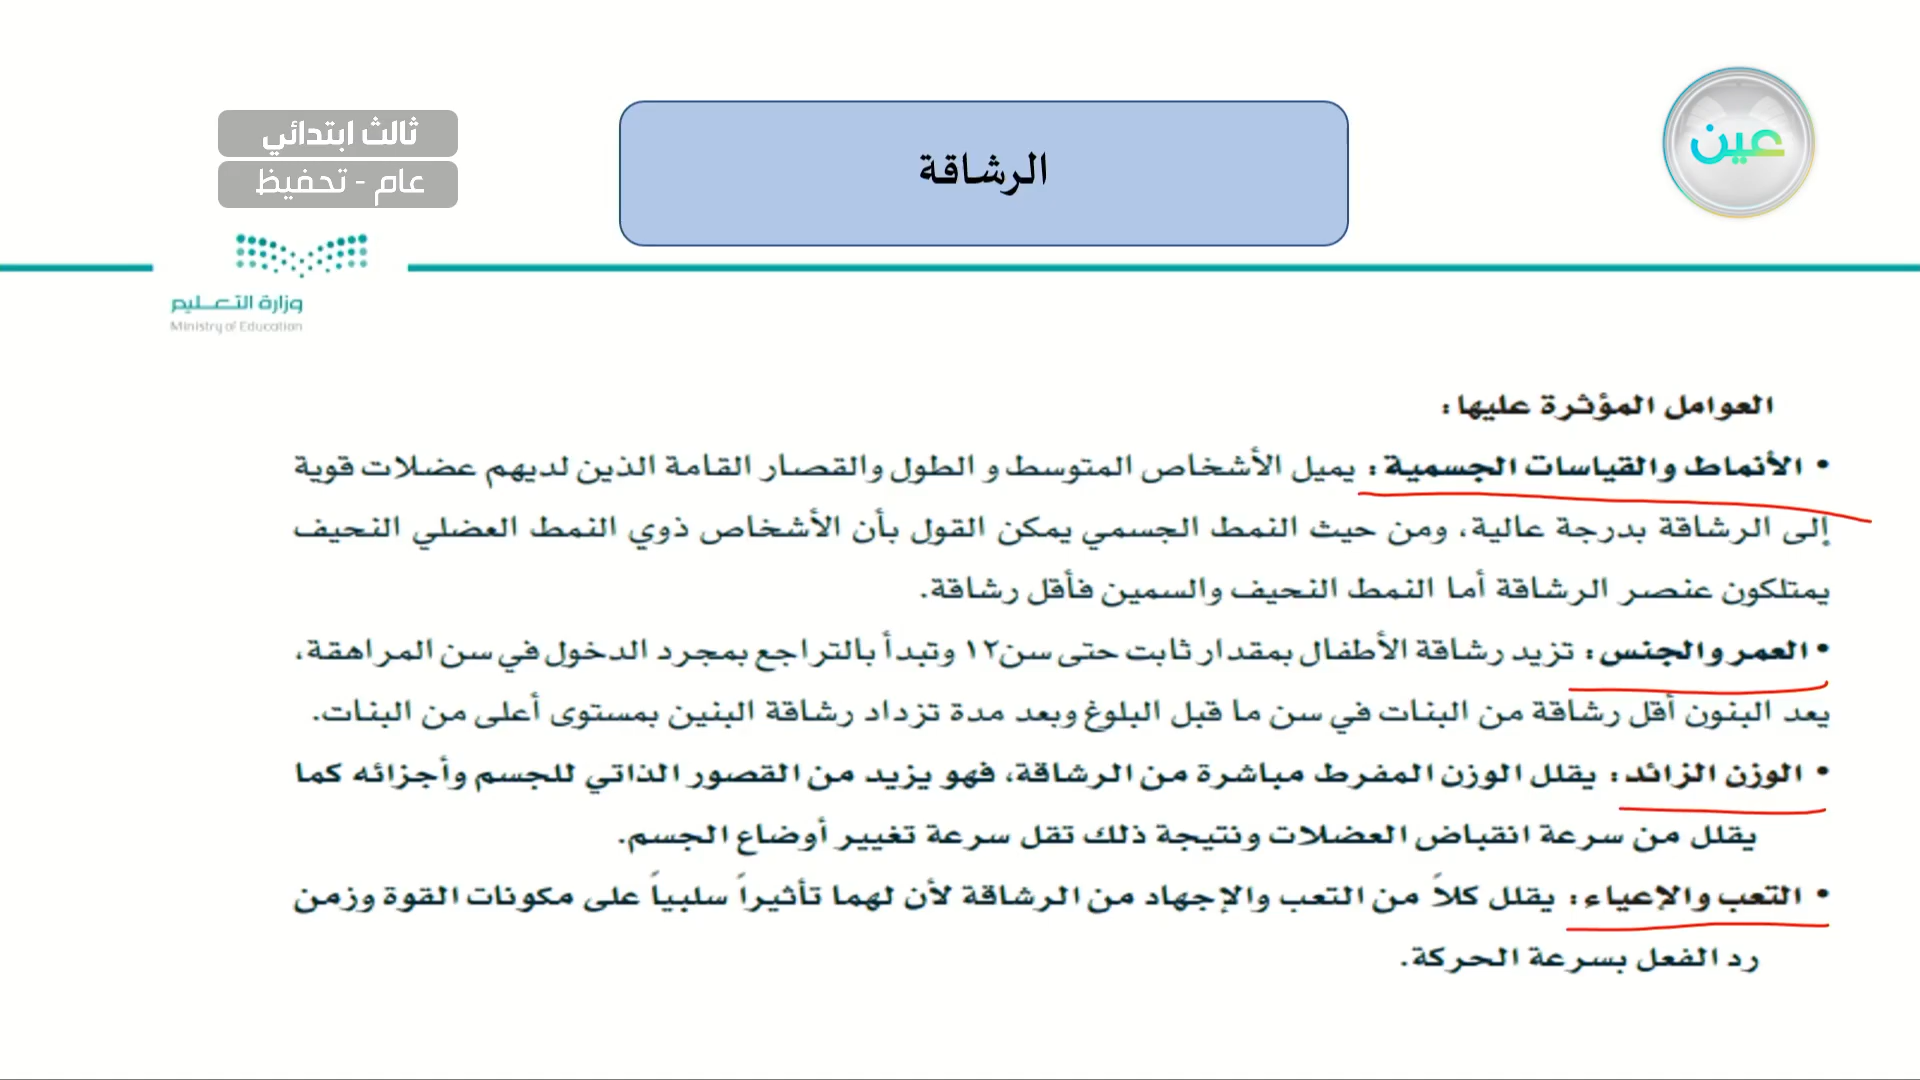 عين
الرشاقة
ثالث ابتدائي
عام - تحفيظ
وزارة التعليم
Ministry of Education
العوامل المؤثرة عليها:
• الأنماط والقياسات الجسمية: يميل الأشخاص المتوسط و الطول والقصار القامة الذين لديهم عضلات قوية
إلى الرشاقة بدرجة عالية، ومن حيث النمط الجسمي يمكن القول بأن الأشخاص ذوي النمط العضلي النحيف
يمتلكون عنصر الرشاقة أما النمط النحيف والسمين فأقل رشاقة.
• العمر والجنس: تزيد رشاقة الأطفال بمقدار ثابت حتى سن١٢ وتبدأ بالتراجع بمجرد الدخول في سن المراهقة،
يعد البنون أقل رشاقة من البنات في سن ما قبل البلوغ وبعد مدة تزداد رشاقة البنين بمستوى أعلى من البنات.
• الوزن الزائد: يقلل الوزن المفرط مباشرة من الرشاقة، فهو يزيد من القصور الذاتي للجسم وأجزائه كما
يقلل من سرعة انقباض العضلات ونتيجة ذلك تقل سرعة تغيير أوضاع الجسم.
• التعب والإعياء: يقلل كلاً من التعب والإجهاد من الرشاقة لأن لهما تأثيراً سلبياً على مكونات القوة وزمن
رد الفعل بسرعة الحركة.